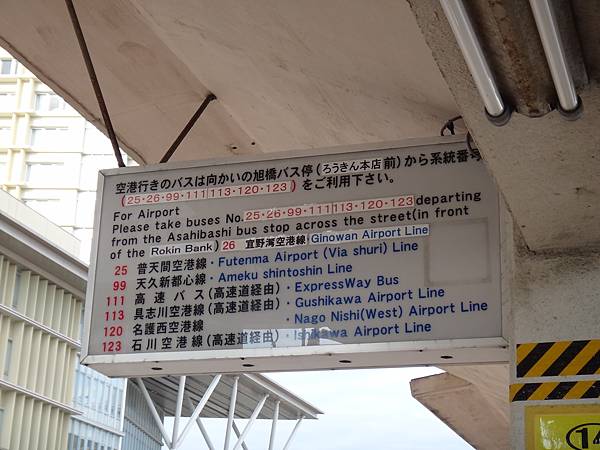 空港行きのバスは向かいの旭橋バス停(ろうきん本店前)から系統番号
(25・26・99・111 113・120・123)をご利用下さい。
For Airport
Please take buses No.25・26・99・111 113・120・123 departing
from the Asahibashi bus stop across the street(in front
of the Rokin Bank) 26 宜野湾空港線 Ginowan Airport Line
25 普天間空港線・Futenma Airport (Via shuri) Line
99 天久新都心線・Ameku shintoshin Line
111 高速バス(高速道経由)・ExpressWay Bus
113 具志川空港線(高速道経由)・Gushikawa Airport Line
120 名護西空港線・Nago Nishi(West) Airport Line
123 石川空港線(高速道経由)・Ishikawa Airport Line
14